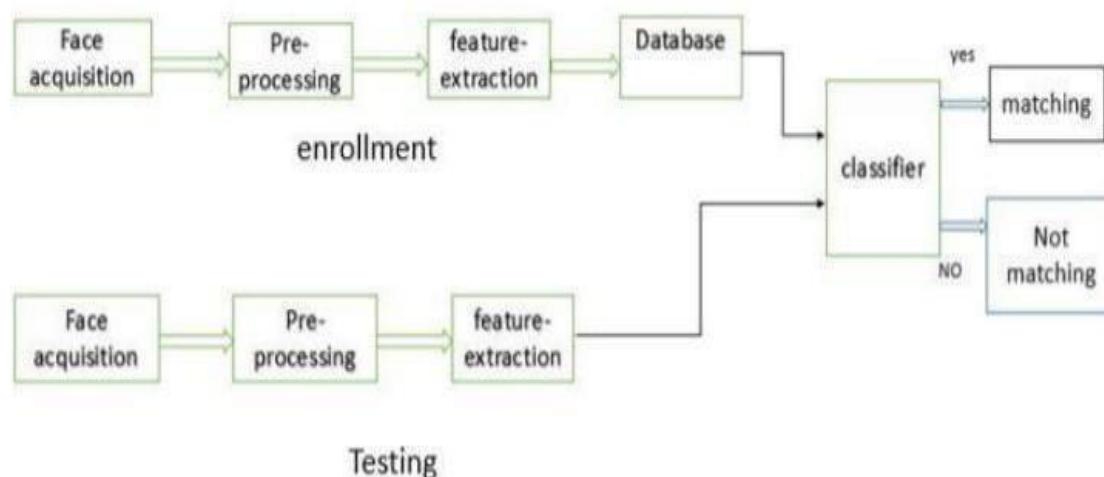 Face
acquisition
Pre-
processing
feature-
extraction
Database
enrollment
classifier
yes
matching
NO
Not
matching
Face
acquisition
Pre-
processing
feature-
extraction
Testing